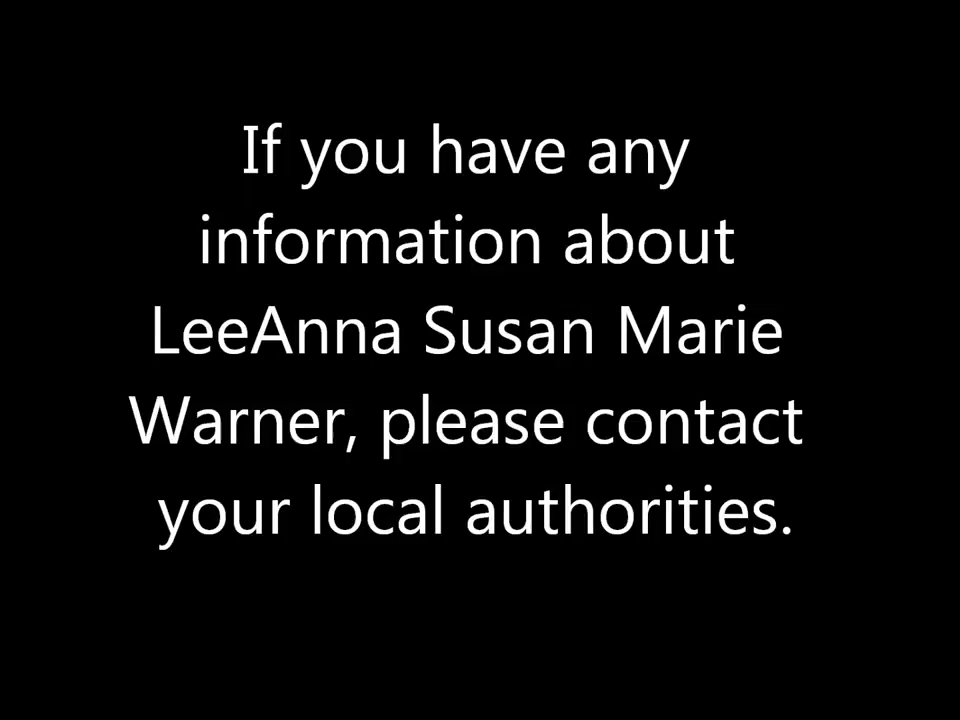 If you have any
information about
LeeAnna Susan Marie
Warner, please contact
your local authorities.